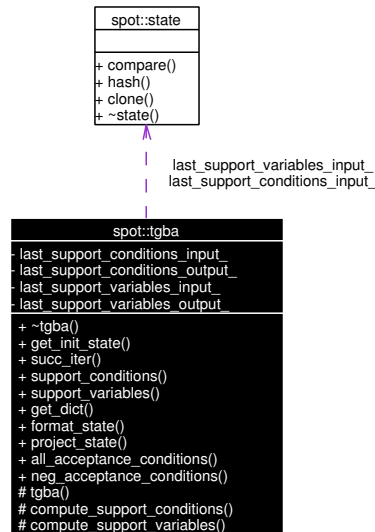 spot::state
+ compare()
+ hash()
+ clone()
+ ~state()
last_support_variables_input_
last_support_conditions_input_
spot::tgba
- last_support_conditions_input_
- last_support_conditions_output_
- last_support_variables_input_
- last_support_variables_output_
+ ~tgba()
+ get_init_state()
+ succ_iter()
+ support_conditions()
+ support_variables()
+ get_dict()
+ format_state()
+ project_state()
+ all_acceptance_conditions()
+ neg_acceptance_conditions()
# tgba()
# compute_support_conditions()
# compute_support_variables()